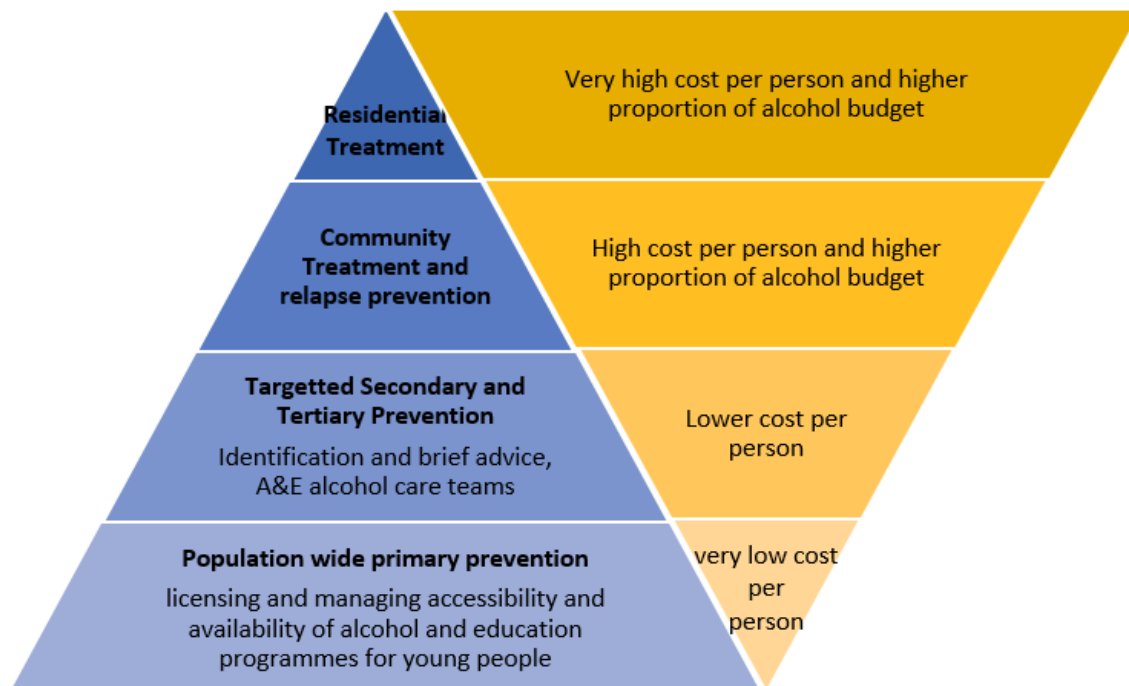 Residential
Treatment
Very high cost per person and higher
proportion of alcohol budget
Community
Treatment and
relapse prevention
High cost per person and higher
proportion of alcohol budget
Targetted Secondary and
Tertiary Prevention
Identification and brief advice,
A&E alcohol care teams
Lower cost per
person
Population wide primary prevention
licensing and managing accessibility and
availability of alcohol and education
programmes for young people
very low cost
per
person